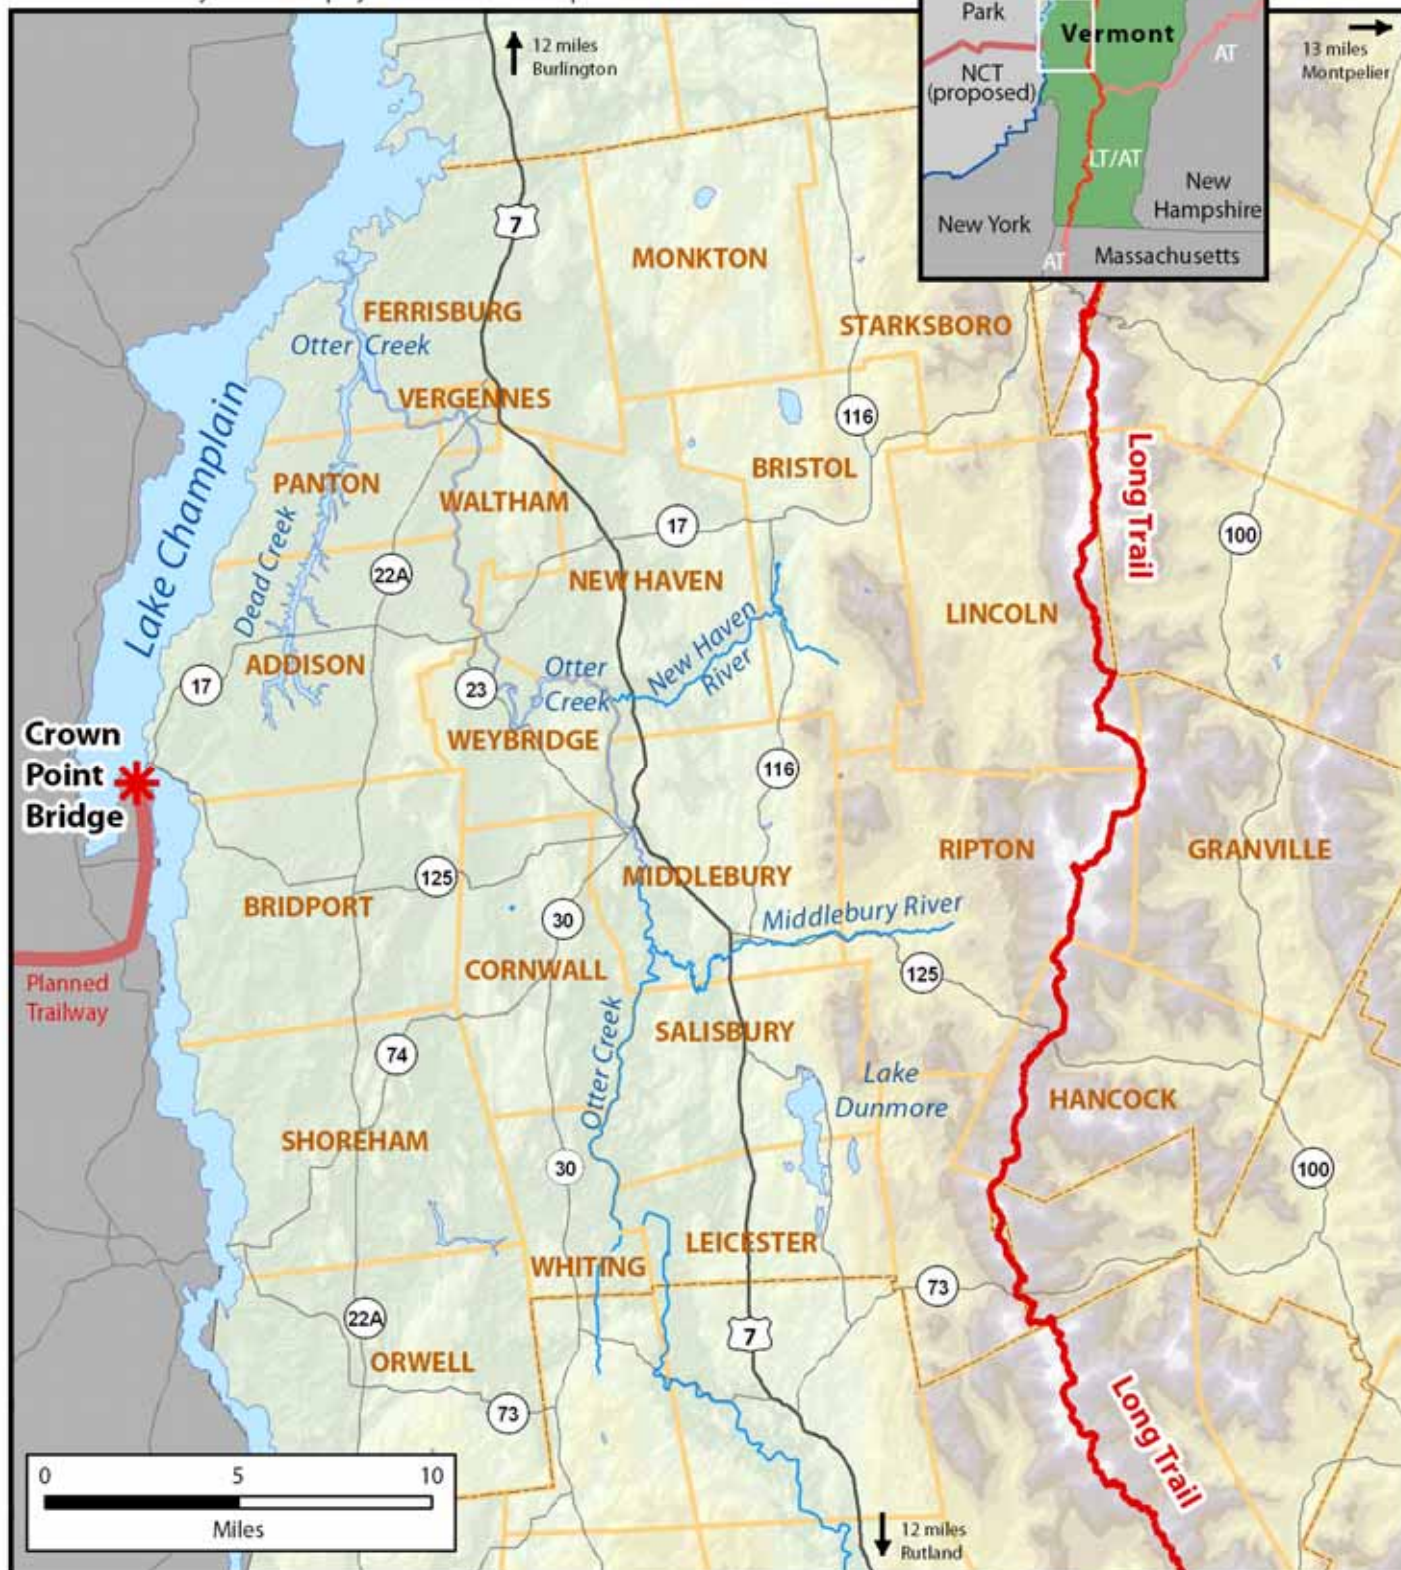 Park
Vermont
AT
NCT
(proposed)
LT/AT
New
Hampshire
New York
AT
Massachusetts
12 miles
Burlington
13 miles
Montpelier
7
MONKTON
FERRISBURG
Otter Creek
STARKSBORO
VERGENNES
116
Lake Champlain
PANTON
WALTHAM
BRISTOL
Long Trail
17
100
Dead Creek
22A
NEW HAVEN
LINCOLN
ADDISON
17
23
Otter
Creek
New Haven
River
WEYBRIDGE
Crown
Point
Bridge
116
RIPTON
GRANVILLE
125
MIDDLEBURY
BRIDPORT
30
Middlebury River
CORNWALL
125
Planned
Trailway
Otter Creek
SALISBURY
74
Lake
Dunmore
HANCOCK
SHOREHAM
30
100
LEICESTER
WHITING
73
22A
7
ORWELL
73
Long Trail
0 5 10
Miles
12 miles
Rutland